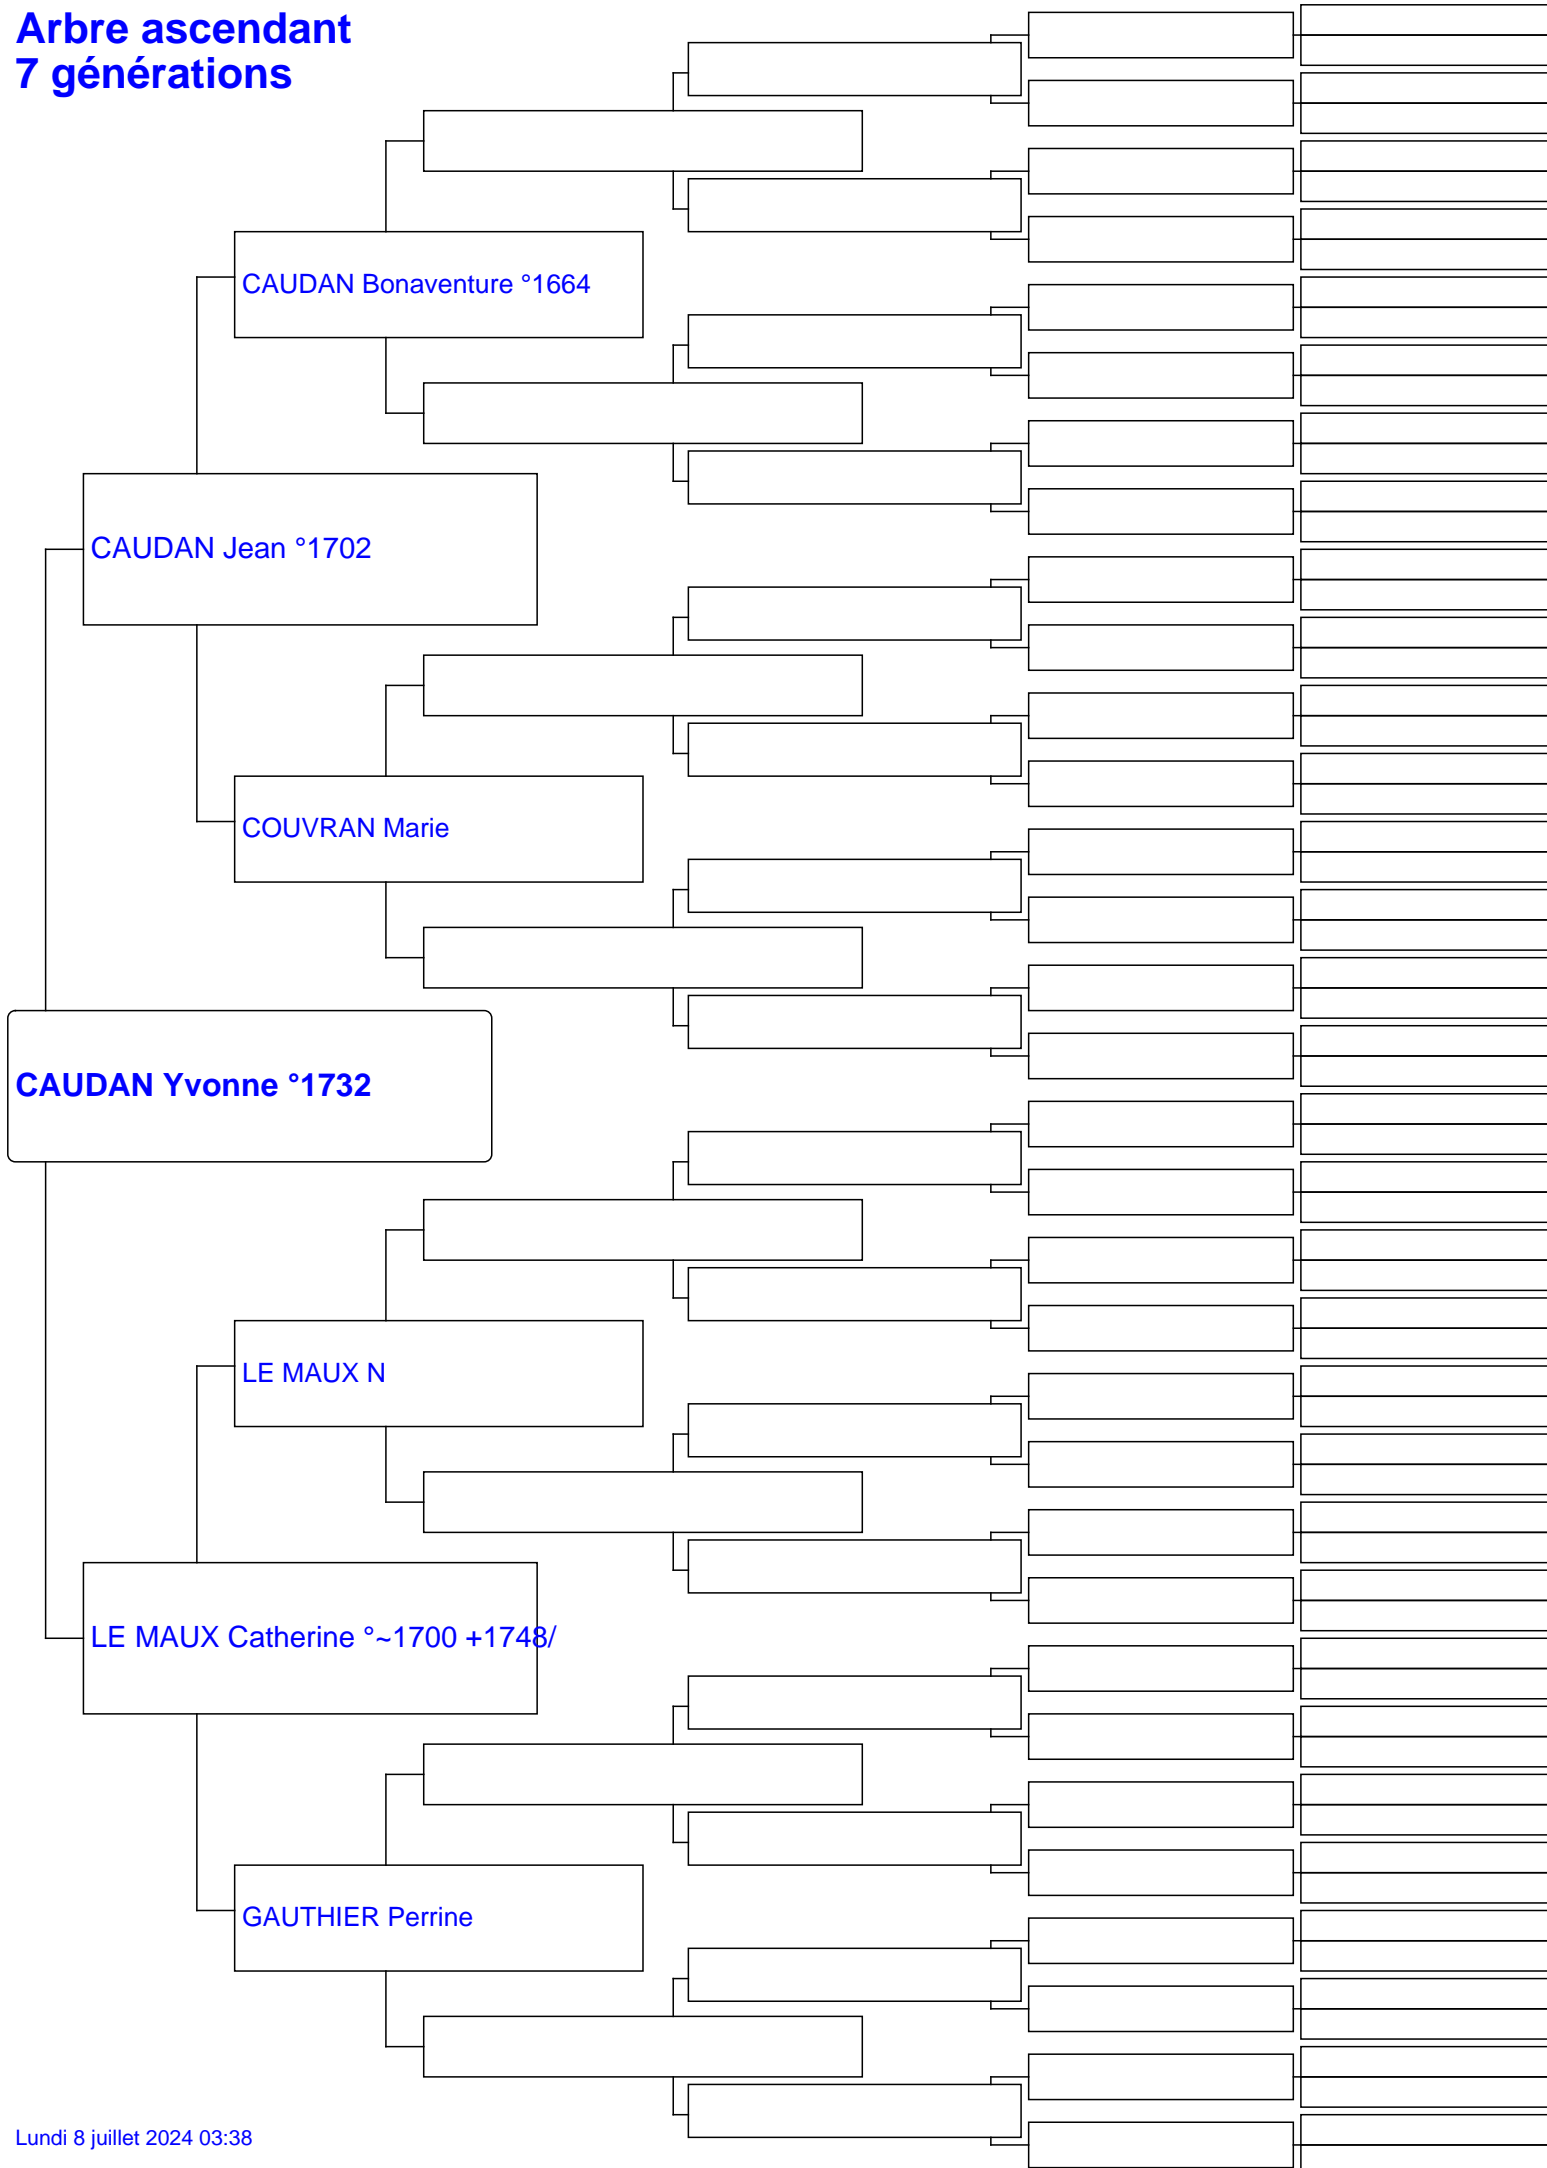 Arbre ascendant
7 générations
CAUDAN Bonaventure °1664
CAUDAN Jean °1702
COUVRAN Marie
CAUDAN Yvonne °1732
LE MAUX N
LE MAUX Catherine °~1700 +1748/
GAUTHIER Perrine
Lundi 8 juillet 2024 03:38